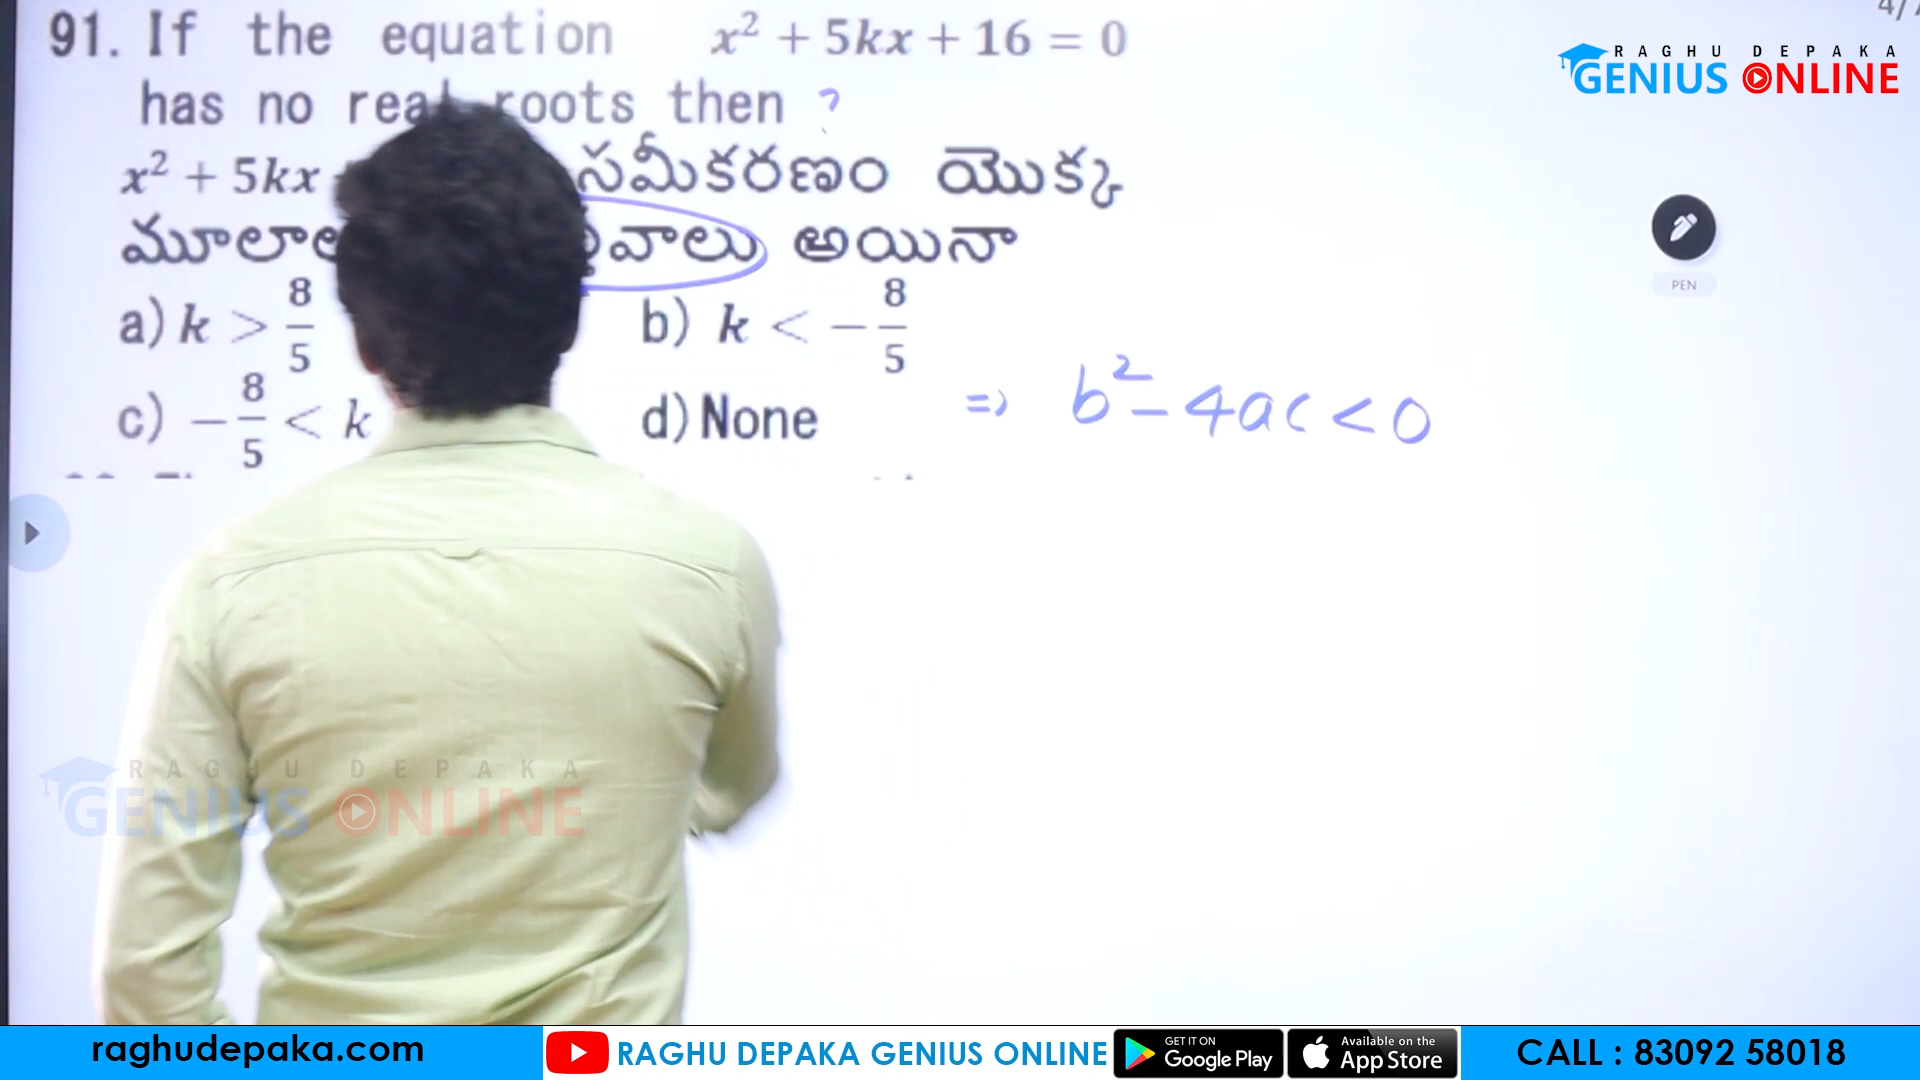 91. If the equation x² + 5kx + 16 = 0
has no real roots then ?
x² + 5kx సమీకరణం యొక్క
అయినా
a) k > 8/5 b) k < - 8/5
c) - 8/5 < k d) None
=> b² - 4ac < 0
RAGHU DEPAKA
GENIUS ONLINE
PEN
RAGHU DEPAKA
GENIUS ONLINE
raghudepaka.com
RAGHU DEPAKA GENIUS ONLINE
GET IT ON
Google Play
Available on the
App Store
CALL : 83092 58018